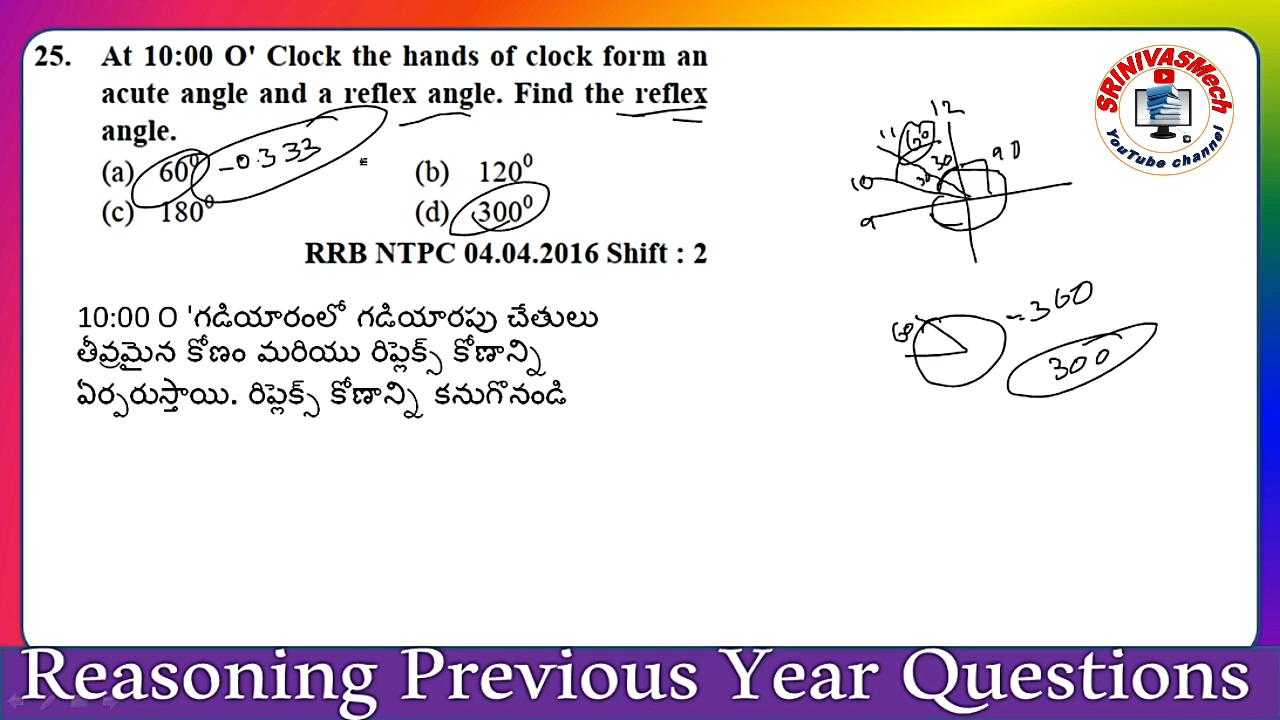 25. At 10:00 O' Clock the hands of clock form an
acute angle and a reflex angle. Find the reflex
angle.
(a) 60⁰ -0.333 (b) 120⁰
(c) 180⁰ (d) 300⁰
RRB NTPC 04.04.2016 Shift : 2
10:00 O 'గడియారంలో గడియారపు చేతులు
తీవ్రమైన కోణం మరియు రిఫ్లెక్స్ కోణాన్ని
ఏర్పరుస్తాయి. రిఫ్లెక్స్ కోణాన్ని కనుగొనండి
SRINIVASMech
YouTube channel
12
11
90
30
10
30
9
60
=360
300
Reasoning Previous Year Questions